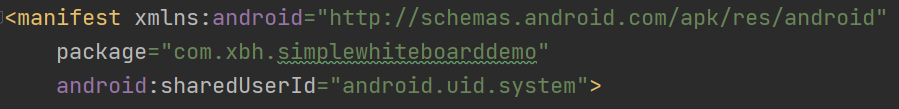 <manifest xmlns:android="http://schemas.android.com/apk/res/android"
package="com.xbh.simplewhiteboarddemo"
android:sharedUserId="android.uid.system">